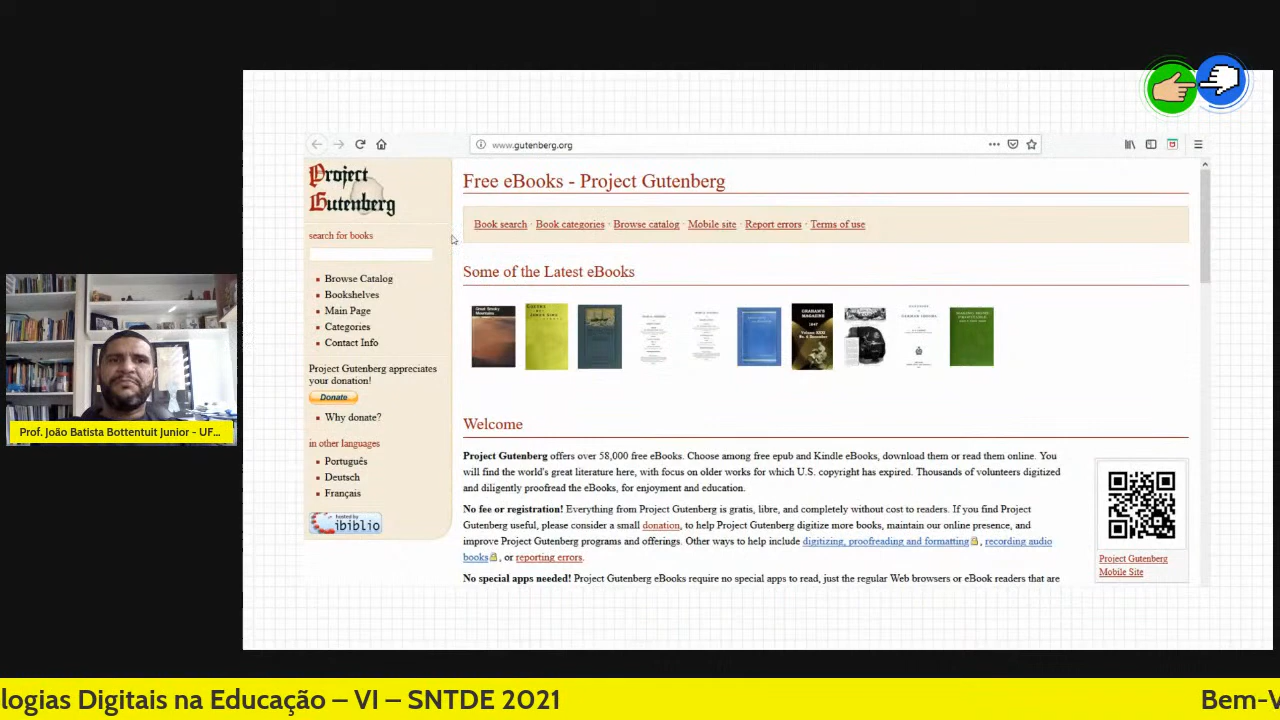 www.gutenberg.org
Project
Gutenberg
search for books
Browse Catalog
Bookshelves
Main Page
Categories
Contact Info
Project Gutenberg appreciates
your donation!
Donate
Why donate?
in other languages
Português
Deutsch
Français
hosted by
ibiblio
Free eBooks - Project Gutenberg
Book search · Book categories · Browse catalog · Mobile site · Report errors · Terms of use
Some of the Latest eBooks
Welcome
Project Gutenberg offers over 58,000 free eBooks. Choose among free epub and Kindle eBooks, download them or read them online. You
will find the world's great literature here, with focus on older works for which U.S. copyright has expired. Thousands of volunteers digitized
and diligently proofread the eBooks, for enjoyment and education.
No fee or registration! Everything from Project Gutenberg is gratis, libre, and completely without cost to readers. If you find Project
Gutenberg useful, please consider a small donation, to help Project Gutenberg digitize more books, maintain our online presence, and
improve Project Gutenberg programs and offerings. Other ways to help include digitizing, proofreading and formatting, recording audio
books, or reporting errors.
No special apps needed! Project Gutenberg eBooks require no special apps to read, just the regular Web browsers or eBook readers that are
Project Gutenberg
Mobile Site
Prof. João Batista Bottentuit Junior - UF...
logias Digitais na Educação – VI – SNTDE 2021
Bem-V